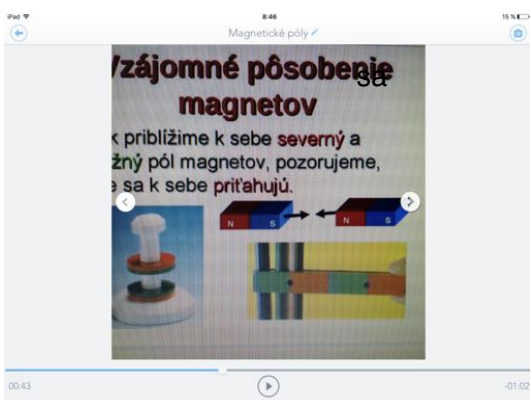 iPad
8:46
15 %
Magnetické póly
zájomné pôsobenie
sa
magnetov
k priblížime k sebe severný a
žný pól magnetov, pozorujeme,
e sa k sebe priťahujú.
N S N S
00:43
-01:02